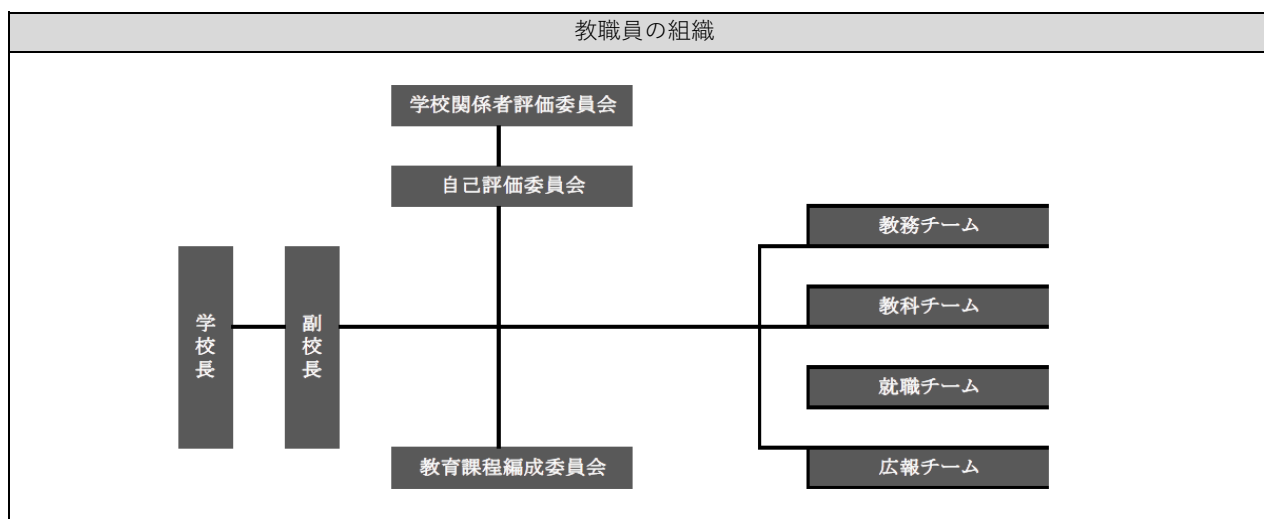 教職員の組織
学校関係者評価委員会
自己評価委員会
教務チーム
学校長
副校長
教科チーム
就職チーム
教育課程編成委員会
広報チーム